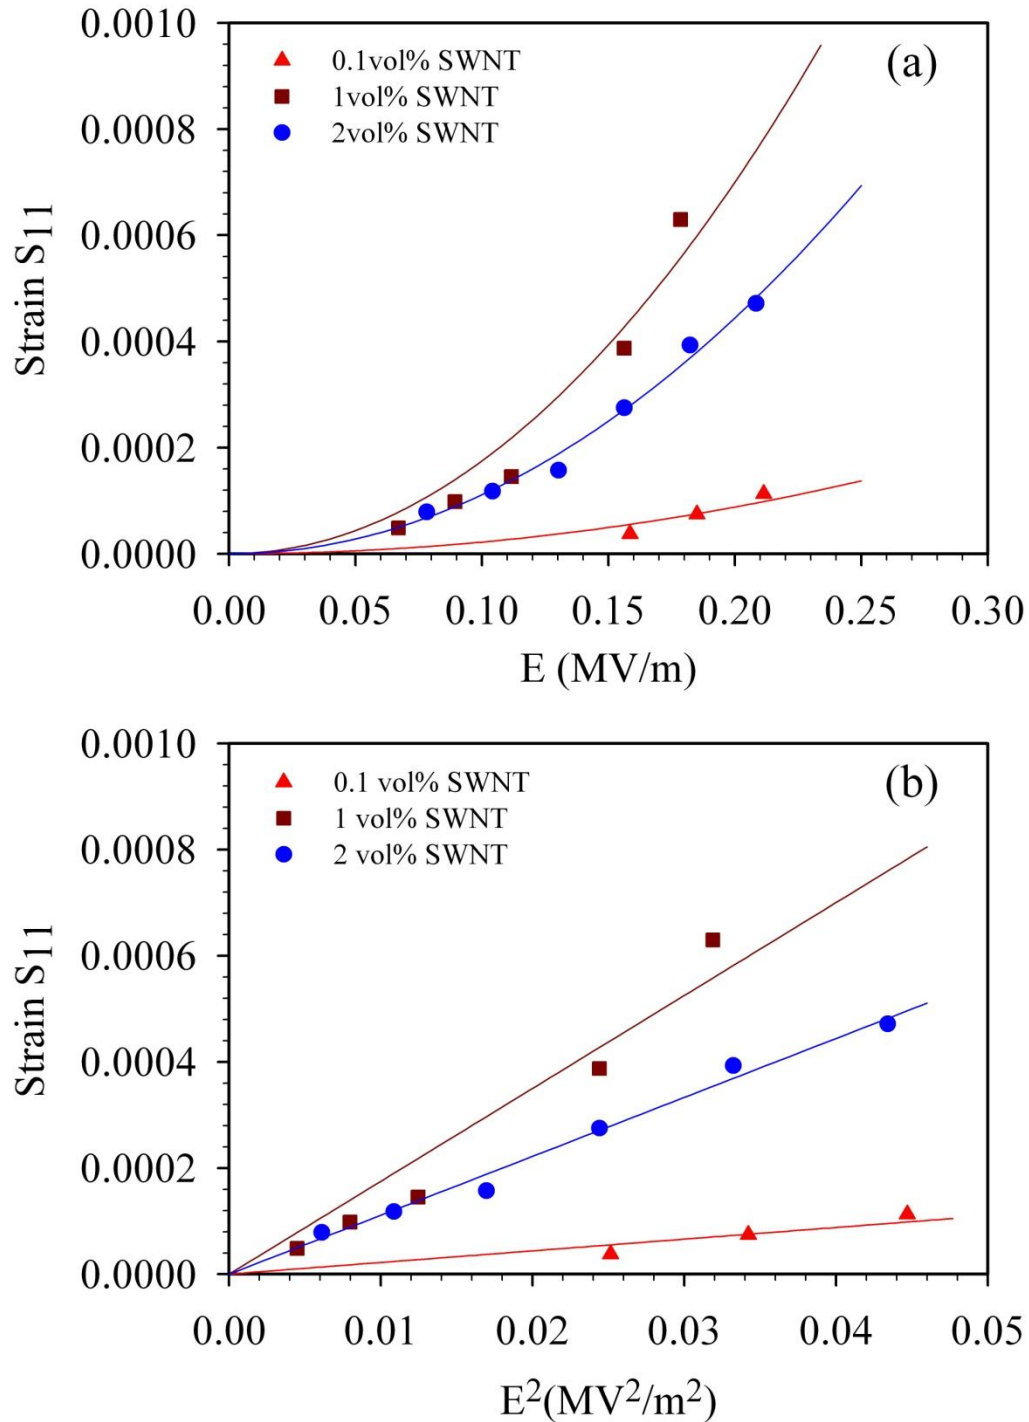 0.0010
0.0008
0.0006
0.0004
0.0002
0.0000
Strain S11
0.1vol% SWNT
1vol% SWNT
2vol% SWNT
(a)
0.00 0.05 0.10 0.15 0.20 0.25 0.30
E (MV/m)
0.0010
0.0008
0.0006
0.0004
0.0002
0.0000
Strain S11
0.1 vol% SWNT
1 vol% SWNT
2 vol% SWNT
(b)
0.00 0.01 0.02 0.03 0.04 0.05
E²(MV²/m²)